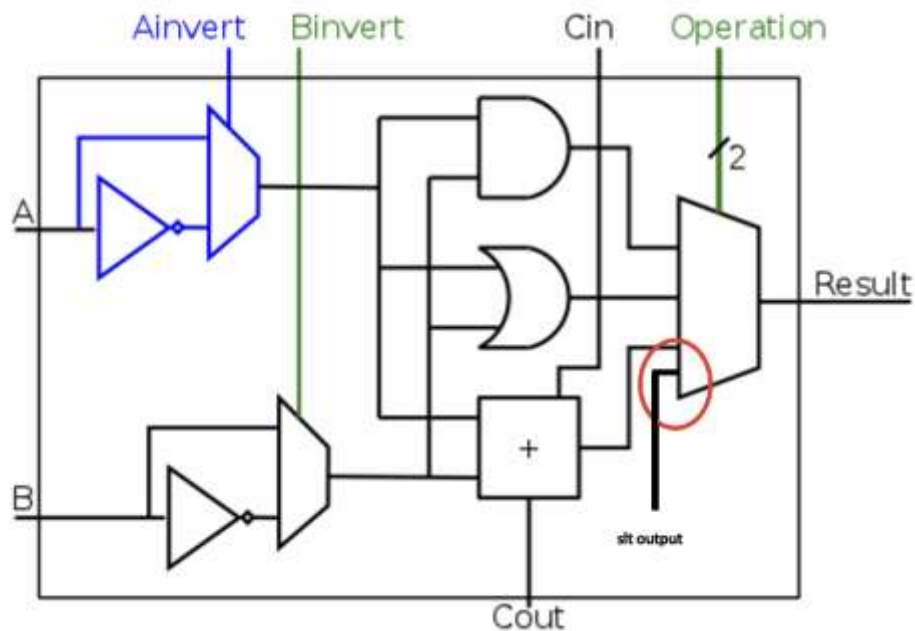 Ainvert
Binvert
Cin
Operation
2
A
Result
+
B
slt output
Cout